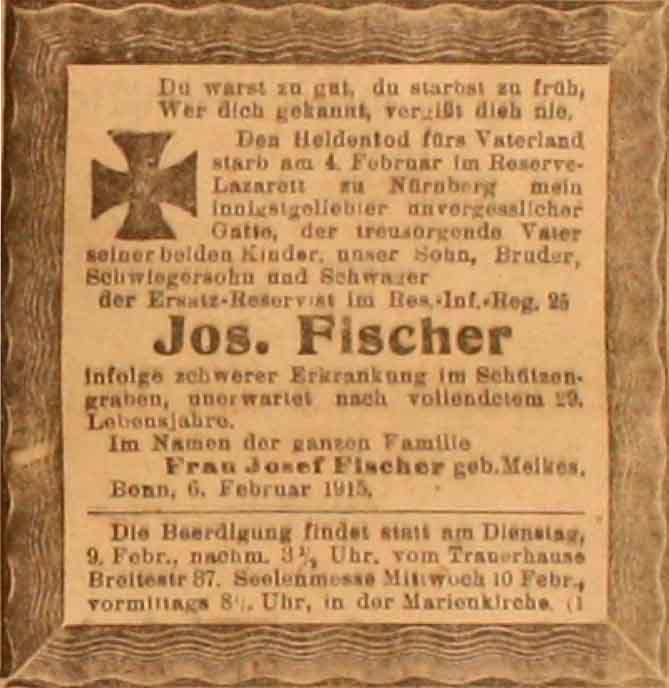 Du warst zu gut, du starbst zu früh,
Wer dich gekannt, vergißt dich nie.
Den Heldentod fürs Vaterland
starb am 4. Februar im Reserve-
Lazarett zu Nürnberg mein
innigstgeliebter unvergesslicher
Gatte, der treusorgende Vater
seiner beiden Kinder, unser Sohn, Bruder,
Schwiegersohn und Schwager
der Ersatz-Reservist im Res.-Inf.-Reg. 25
Jos. Fischer
infolge schwerer Erkrankung im Schützen-
graben, unerwartet nach vollendetem 29.
Lebensjahre.
Im Namen der ganzen Familie
Frau Josef Fischer geb. Meikes.
Bonn, 6. Februar 1915.
Die Beerdigung findet statt am Dienstag,
9. Febr., nachm. 3½ Uhr, vom Trauerhause
Breitestr 87. Seelenmesse Mittwoch 10 Febr.,
vormittags Uhr, in der Marienkirche. (1